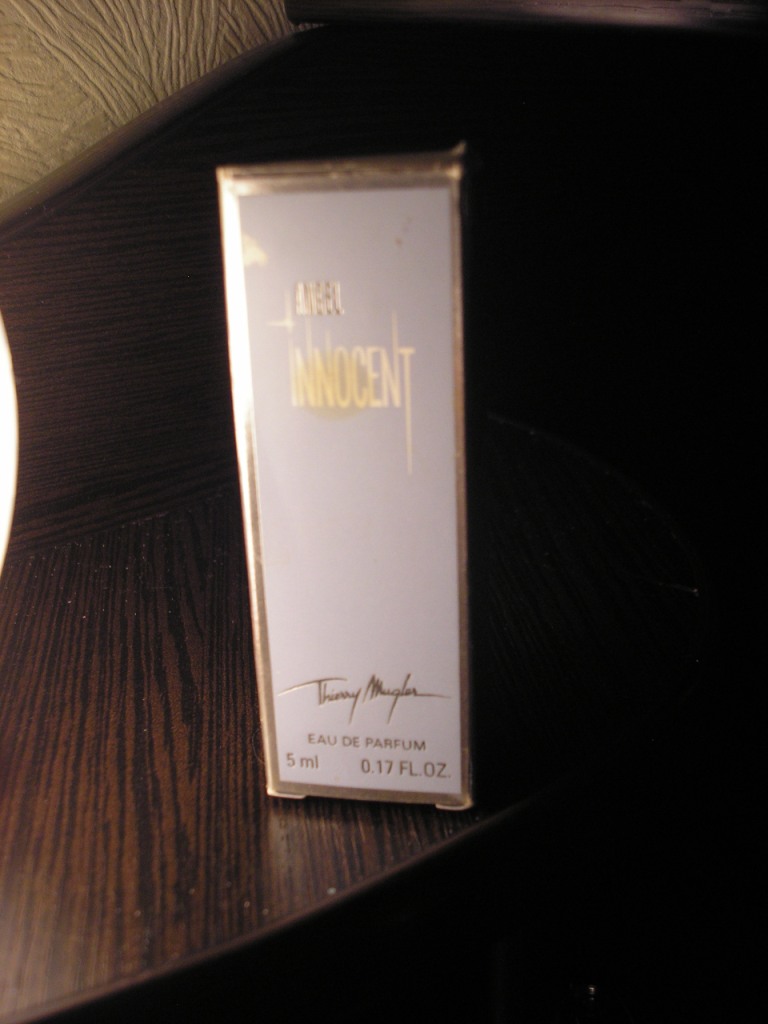 ANGEL
INNOCENT
Thierry Mugler
EAU DE PARFUM
5 ml 0.17 FL.OZ.